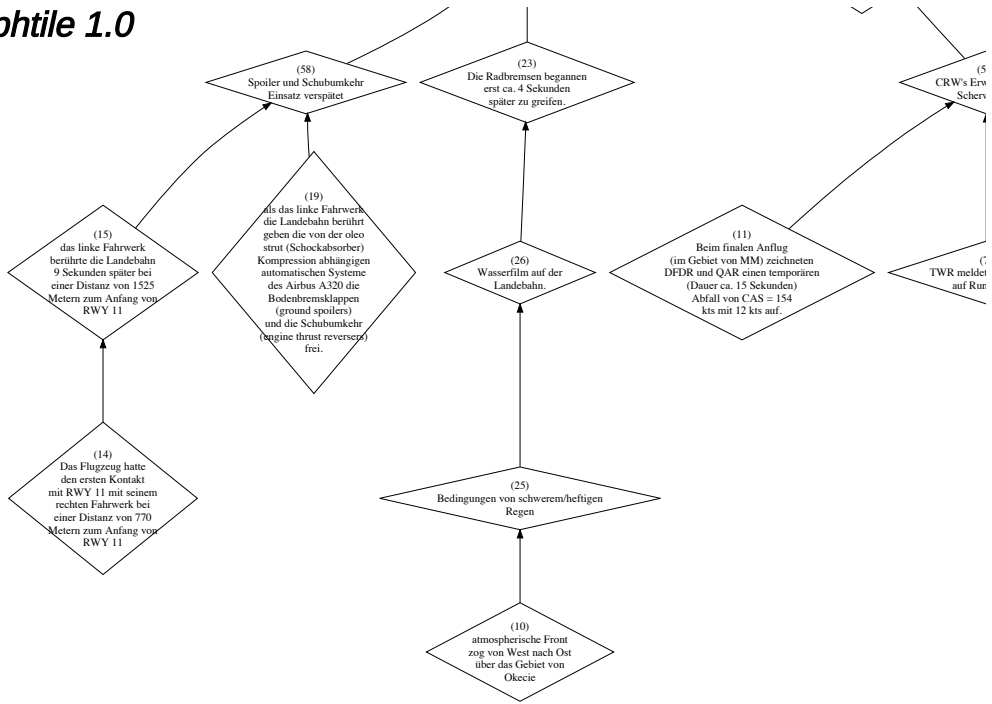 phtile 1.0
(58)
Spoiler und Schubumkehr
Einsatz verspätet
(23)
Die Radbremsen begannen
erst ca. 4 Sekunden
später zu greifen.
CRW's
(15)
das linke Fahrwerk
berührte die Landebahn
9 Sekunden später bei
einer Distanz von 1525
Metern zum Anfang von
RWY 11
(19)
als das linke Fahrwerk
die Landebahn berührt
geben die von der oleo
strut (Schockabsorber)
Kompression abhängigen
automatischen Systeme
des Airbus A320 die
Bodenbremsklappen
(ground spoilers)
und die Schubumkehr
(engine thrust reversers)
frei.
(26)
Wasserfilm auf der
Landebahn.
(11)
Beim finalen Anflug
(im Gebiet von MM) zeichneten
DFDR und QAR einen temporären
(Dauer ca. 15 Sekunden)
Abfall von CAS = 154
kts mit 12 kts auf.
TWR meldet
auf Run
(14)
Das Flugzeug hatte
den ersten Kontakt
mit RWY 11 mit seinem
rechten Fahrwerk bei
einer Distanz von 770
Metern zum Anfang von
RWY 11
(25)
Bedingungen von schwerem/heftigen
Regen
(10)
atmospherische Front
zog von West nach Ost
über das Gebiet von
Okecie